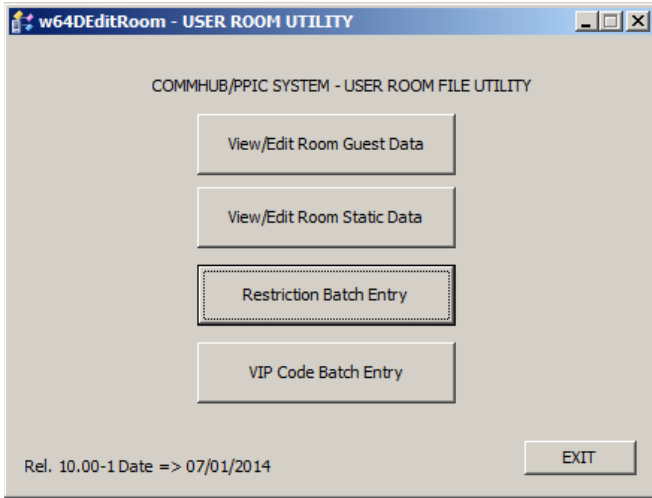 w64DEditRoom - USER ROOM UTILITY
COMMHUB/PPIC SYSTEM - USER ROOM FILE UTILITY
View/Edit Room Guest Data
View/Edit Room Static Data
Restriction Batch Entry
VIP Code Batch Entry
Rel. 10.00-1 Date => 07/01/2014
EXIT